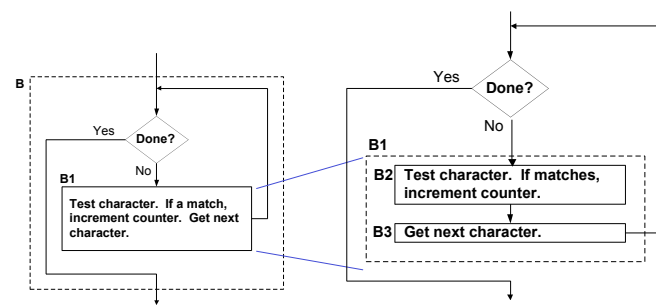 B
Yes
Done?
No
B1
Test character. If a match,
increment counter. Get next
character.
Yes
Done?
No
B1
B2
Test character. If matches,
increment counter.
B3
Get next character.